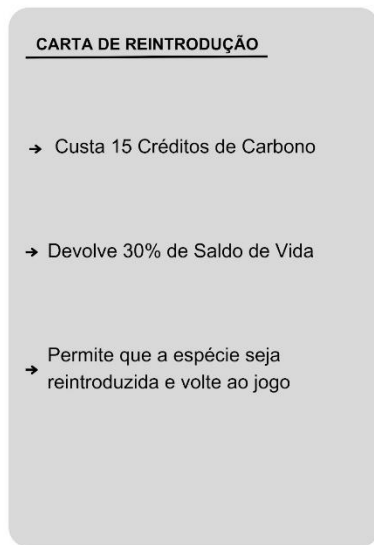 CARTA DE REINTRODUÇÃO
→ Custa 15 Créditos de Carbono
→ Devolve 30% de Saldo de Vida
→ Permite que a espécie seja
reintroduzida e volte ao jogo